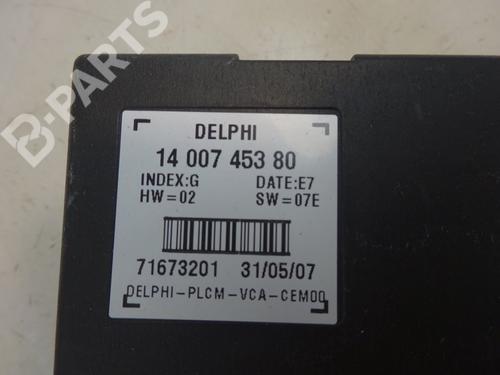 B-PARTS
DELPHI
14 007 453 80
INDEX:G DATE:E7
HW=02 SW=07E
71673201 31/05/07
DELPHI-PLCM-VCA-CEM00